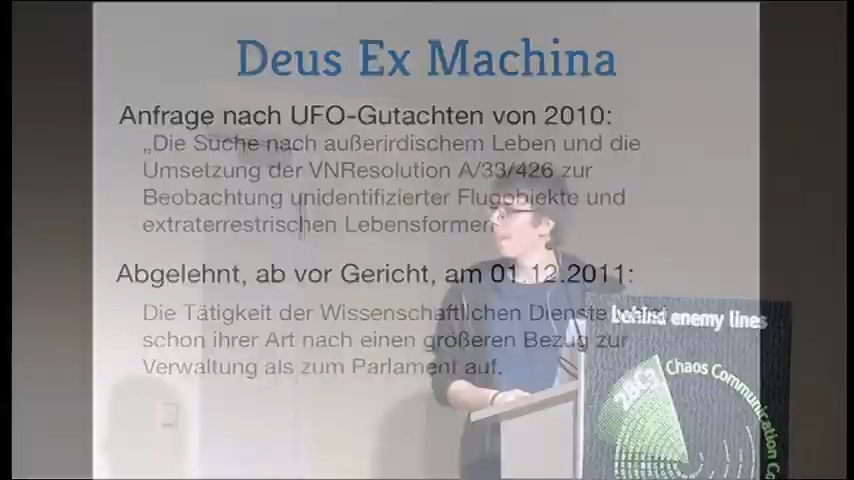 Deus Ex Machina
Anfrage nach UFO-Gutachten von 2010:
„Die Suche nach außerirdischem Leben und die
Umsetzung der VNResolution A/33/426 zur
Beobachtung unidentifizierter Flugobjekte und
extraterrestrischen Lebensformen
Abgelehnt, ab vor Gericht, am 01.12.2011:
Die Tätigkeit der Wissenschaftlichen Dienste
schon ihrer Art nach einen größeren Bezug zur
Verwaltung als zum Parlament auf.
behind enemy lines
28C3
Chaos Communication